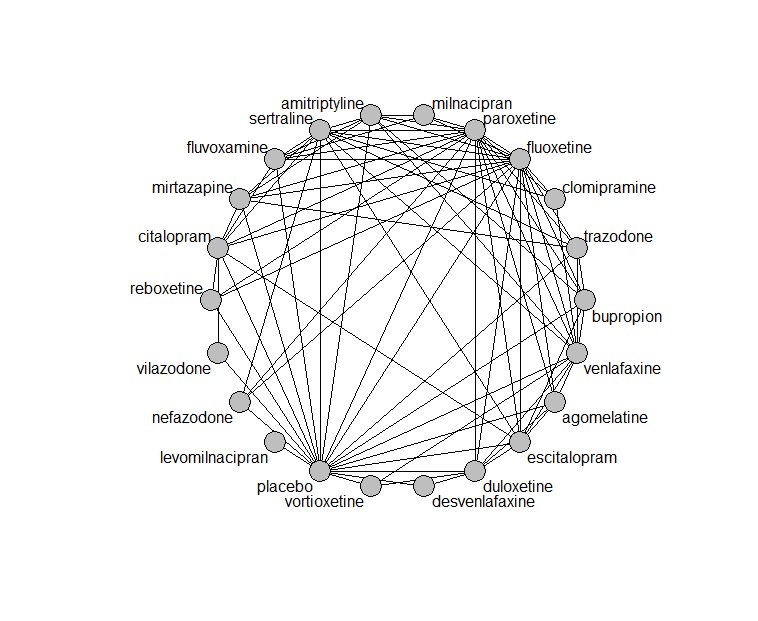 amitriptyline milnacipran
sertraline paroxetine
fluvoxamine fluoxetine
mirtazapine clomipramine
citalopram trazodone
reboxetine
bupropion
vilazodone venlafaxine
nefazodone agomelatine
levomilnacipran escitalopram
placebo duloxetine
vortioxetine desvenlafaxine